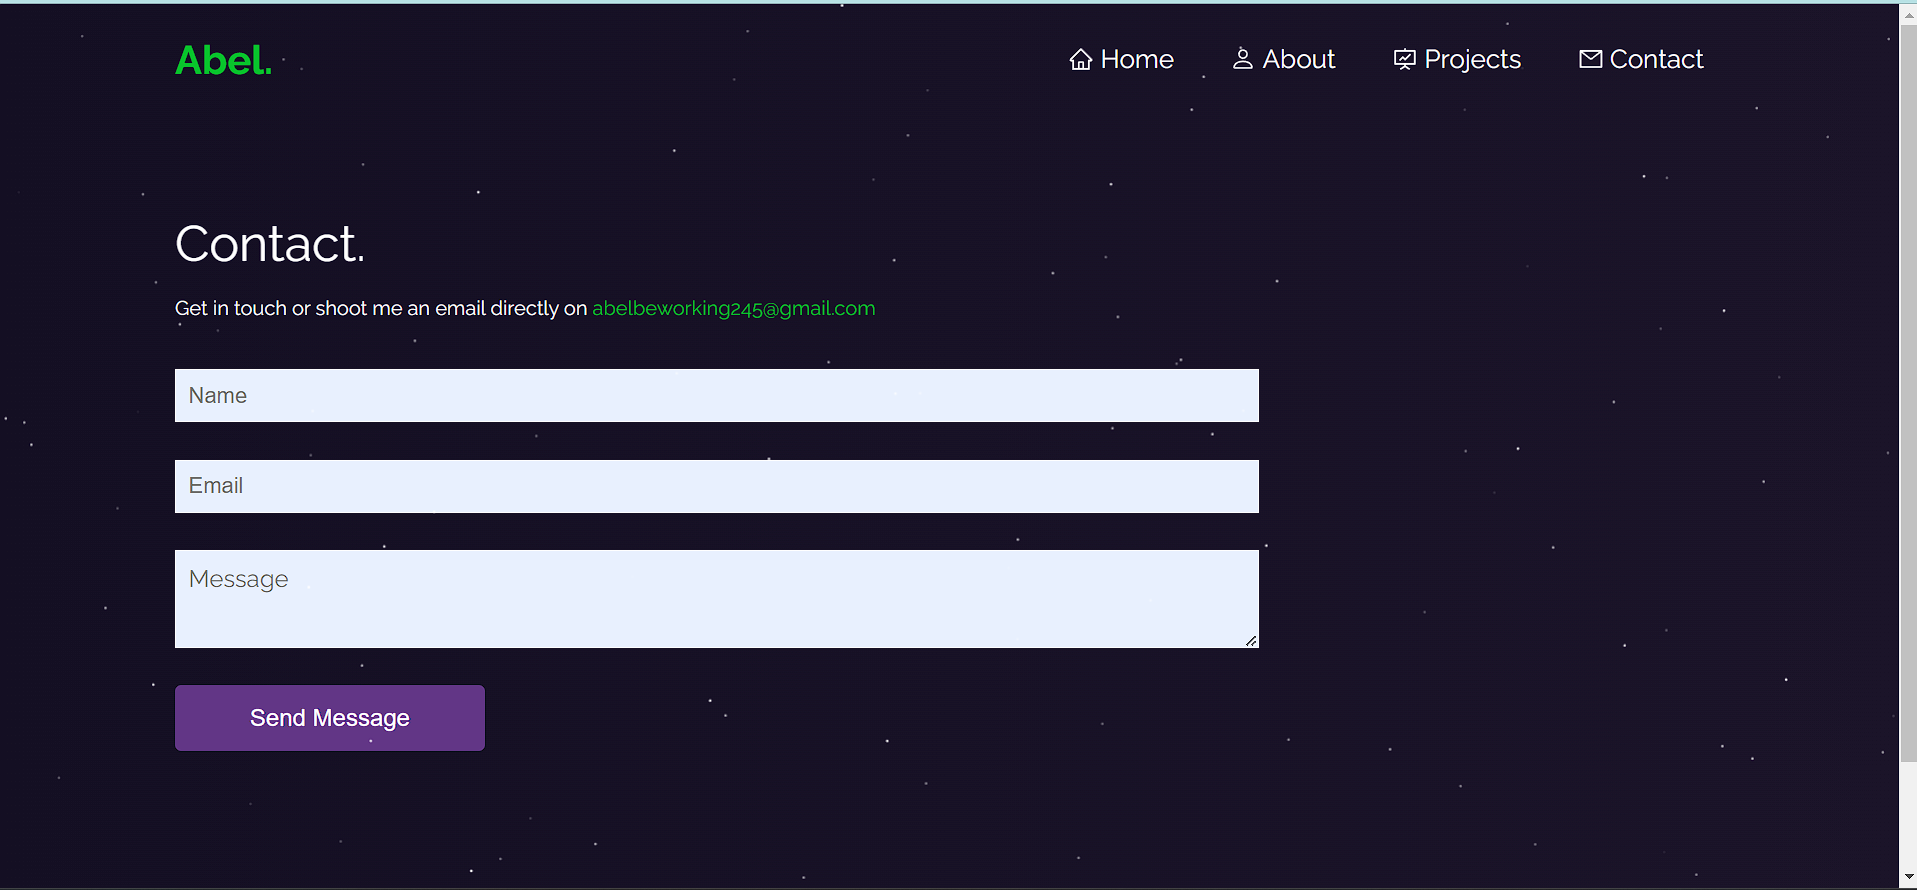 Abel.
Home About Projects Contact
Contact.
Get in touch or shoot me an email directly on abelbeworking245@gmail.com
Name
Email
Message
Send Message